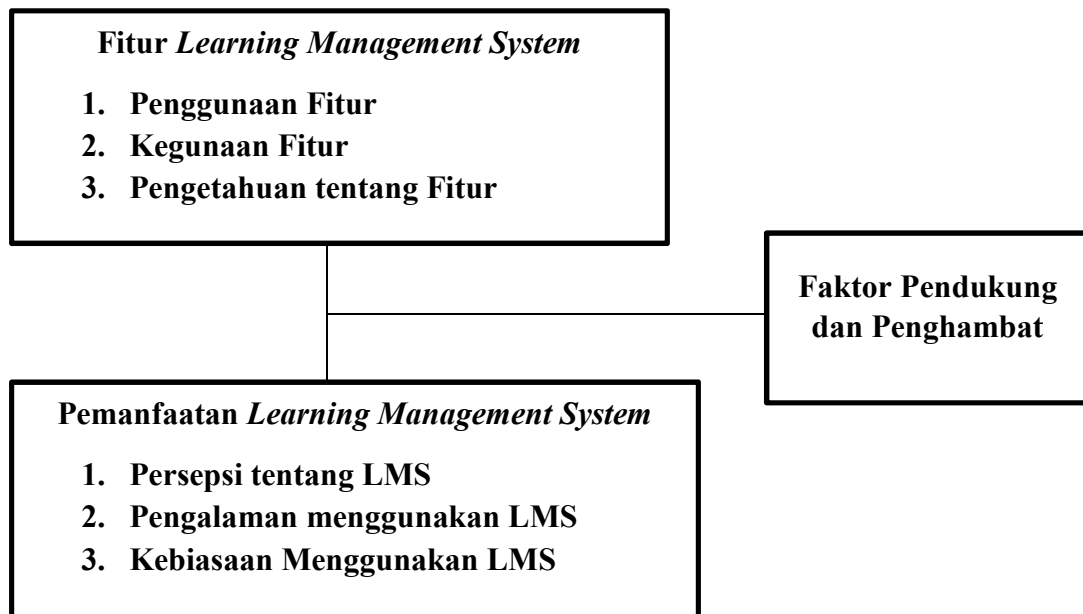 Fitur Learning Management System
1. Penggunaan Fitur
2. Kegunaan Fitur
3. Pengetahuan tentang Fitur
Faktor Pendukung
dan Penghambat
Pemanfaatan Learning Management System
1. Persepsi tentang LMS
2. Pengalaman menggunakan LMS
3. Kebiasaan Menggunakan LMS